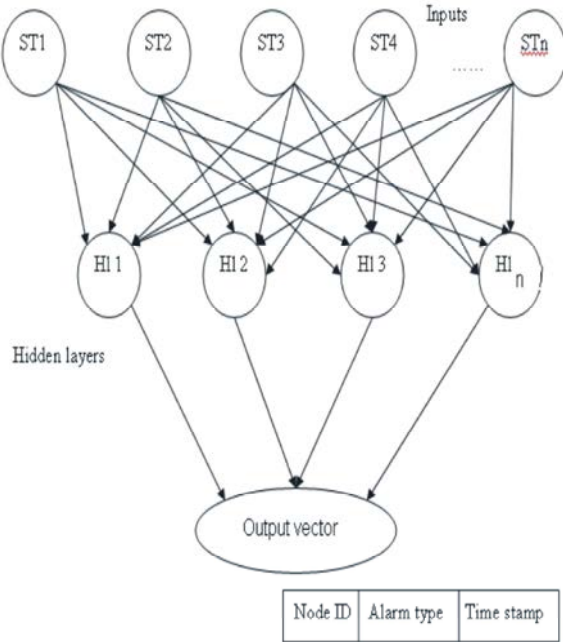 Inputs
ST1 ST2 ST3 ST4 ...... STn
Hl 1 Hl 2 Hl 3 Hl n
Hidden layers
Output vector
Node ID Alarm type Time stamp